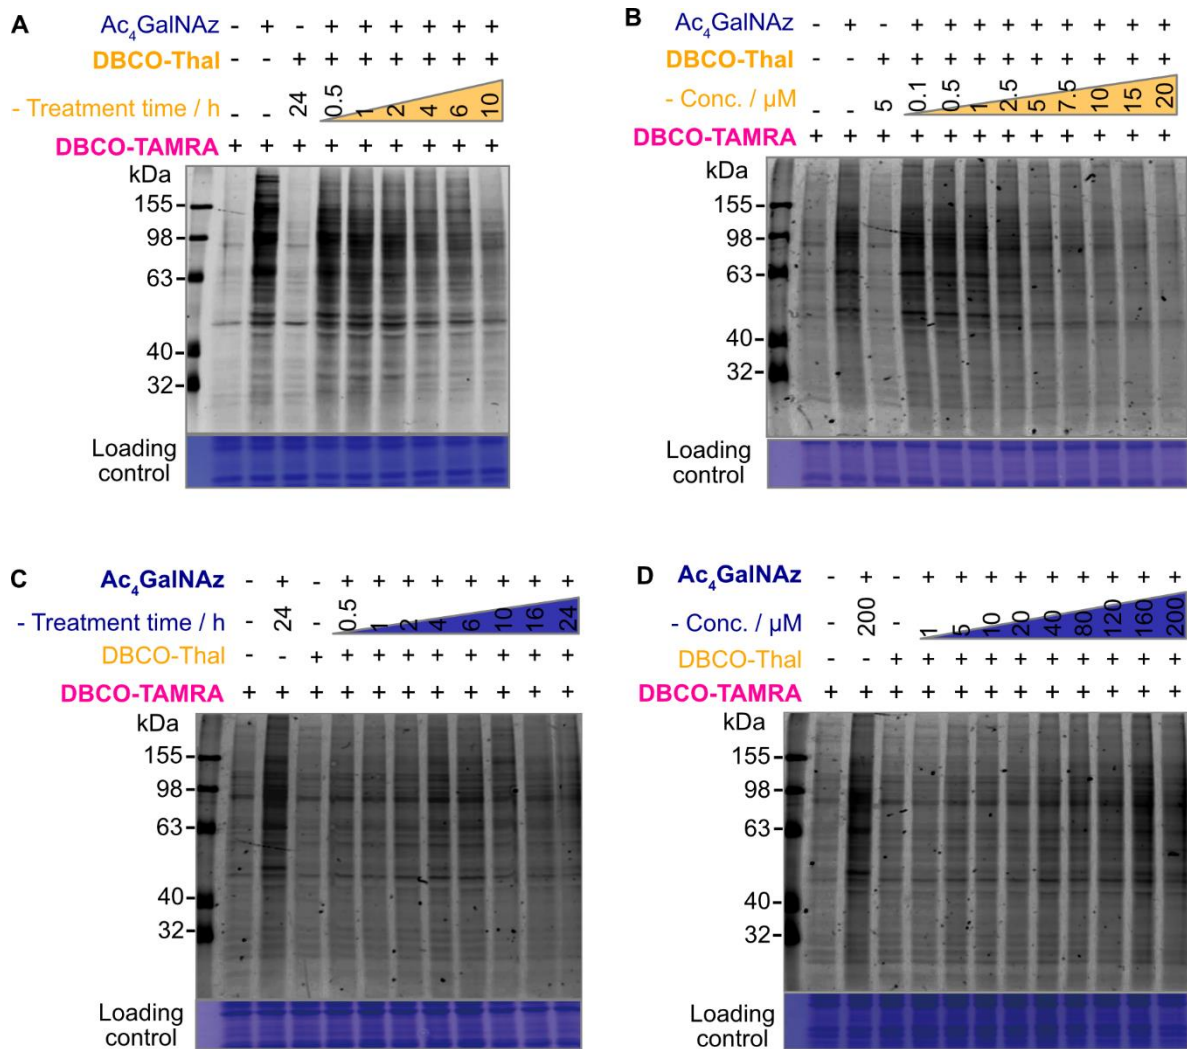 A
Ac4GalNAz - + - + + + + + +
DBCO-Thal - - + + + + + + +
- Treatment time / h - - 24 0.5 1 2 4 6 10
DBCO-TAMRA + + + + + + + + +
kDa
155
98
63
40
32
Loading
control
B
Ac4GalNAz - + - + + + + + + + + +
DBCO-Thal - - + + + + + + + + + +
- Conc. / µM - - 5 0.1 0.5 1 2.5 5 7.5 10 15 20
DBCO-TAMRA + + + + + + + + + + + +
kDa
155
98
63
40
32
Loading
control
C
Ac4GalNAz - + - + + + + + + + +
- Treatment time / h - 24 - 0.5 1 2 4 6 10 16 24
DBCO-Thal - - + + + + + + + + +
DBCO-TAMRA + + + + + + + + + + +
kDa
155
98
63
40
32
Loading
control
D
Ac4GalNAz - + - + + + + + + + + +
- Conc. / µM - 200 - 1 5 10 20 40 80 120 160 200
DBCO-Thal - - + + + + + + + + + +
DBCO-TAMRA + + + + + + + + + + + +
kDa
155
98
63
40
32
Loading
control